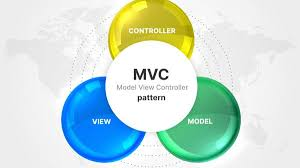 CONTROLLER
MVC
Model View Controller
pattern
VIEW
MODEL